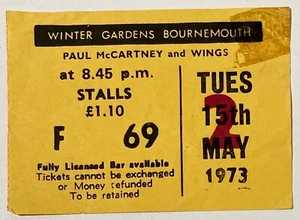 WINTER GARDENS BOURNEMOUTH
PAUL McCARTNEY and WINGS
at 8.45 p.m.
STALLS
£1.10
F 69
Fully Licensed Bar available
Tickets cannot be exchanged
or Money refunded
To be retained
TUES
2
15th
MAY
1973